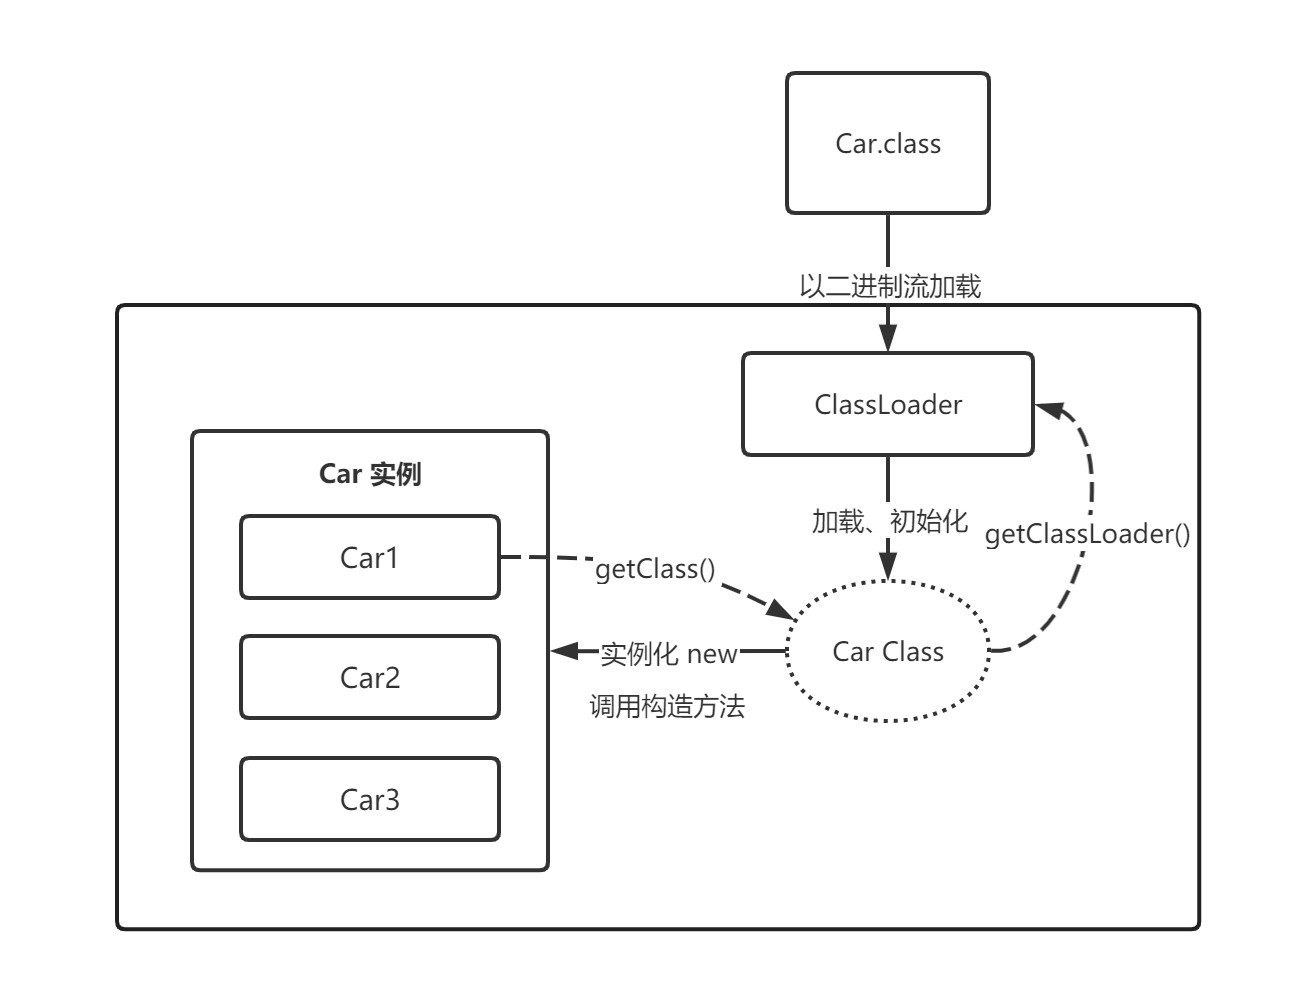 Car.class
以二进制流加载
ClassLoader
Car 实例
加载、初始化
getClassLoader()
Car1
getClass()
Car Class
实例化 new
调用构造方法
Car2
Car3